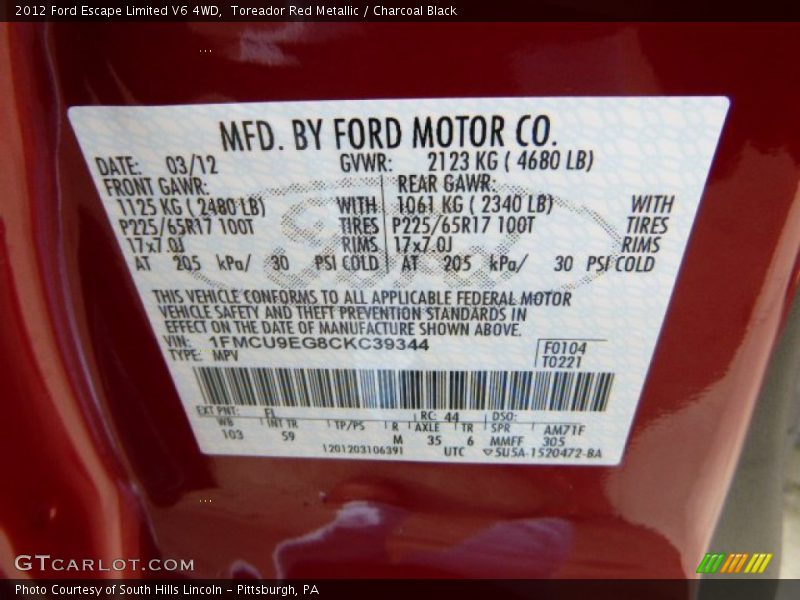 2012 Ford Escape Limited V6 4WD, Toreador Red Metallic / Charcoal Black
MFD. BY FORD MOTOR CO.
DATE: 03/12 GVWR: 2123 KG ( 4680 LB)
FRONT GAWR: REAR GAWR:
1125 KG ( 2480 LB) WITH 1061 KG ( 2340 LB) WITH
P225/65R17 100T TIRES P225/65R17 100T TIRES
17x7.0J RIMS 17x7.0J RIMS
AT 205 kPa/ 30 PSI COLD AT 205 kPa/ 30 PSI COLD
THIS VEHICLE CONFORMS TO ALL APPLICABLE FEDERAL MOTOR
VEHICLE SAFETY AND THEFT PREVENTION STANDARDS IN
EFFECT ON THE DATE OF MANUFACTURE SHOWN ABOVE.
VIN: 1FMCU9EG8CKC39344
TYPE: MPV
F0104
T0221
EXT PNT: FL RC: 44 DSO:
WB INT TR TP/PS R AXLE TR SPR AM71F
103 59 M 35 6 MMFF 305
1201203106391 UTC ▽5U5A-1520472-BA
GTCARLOT.COM
Photo Courtesy of South Hills Lincoln - Pittsburgh, PA